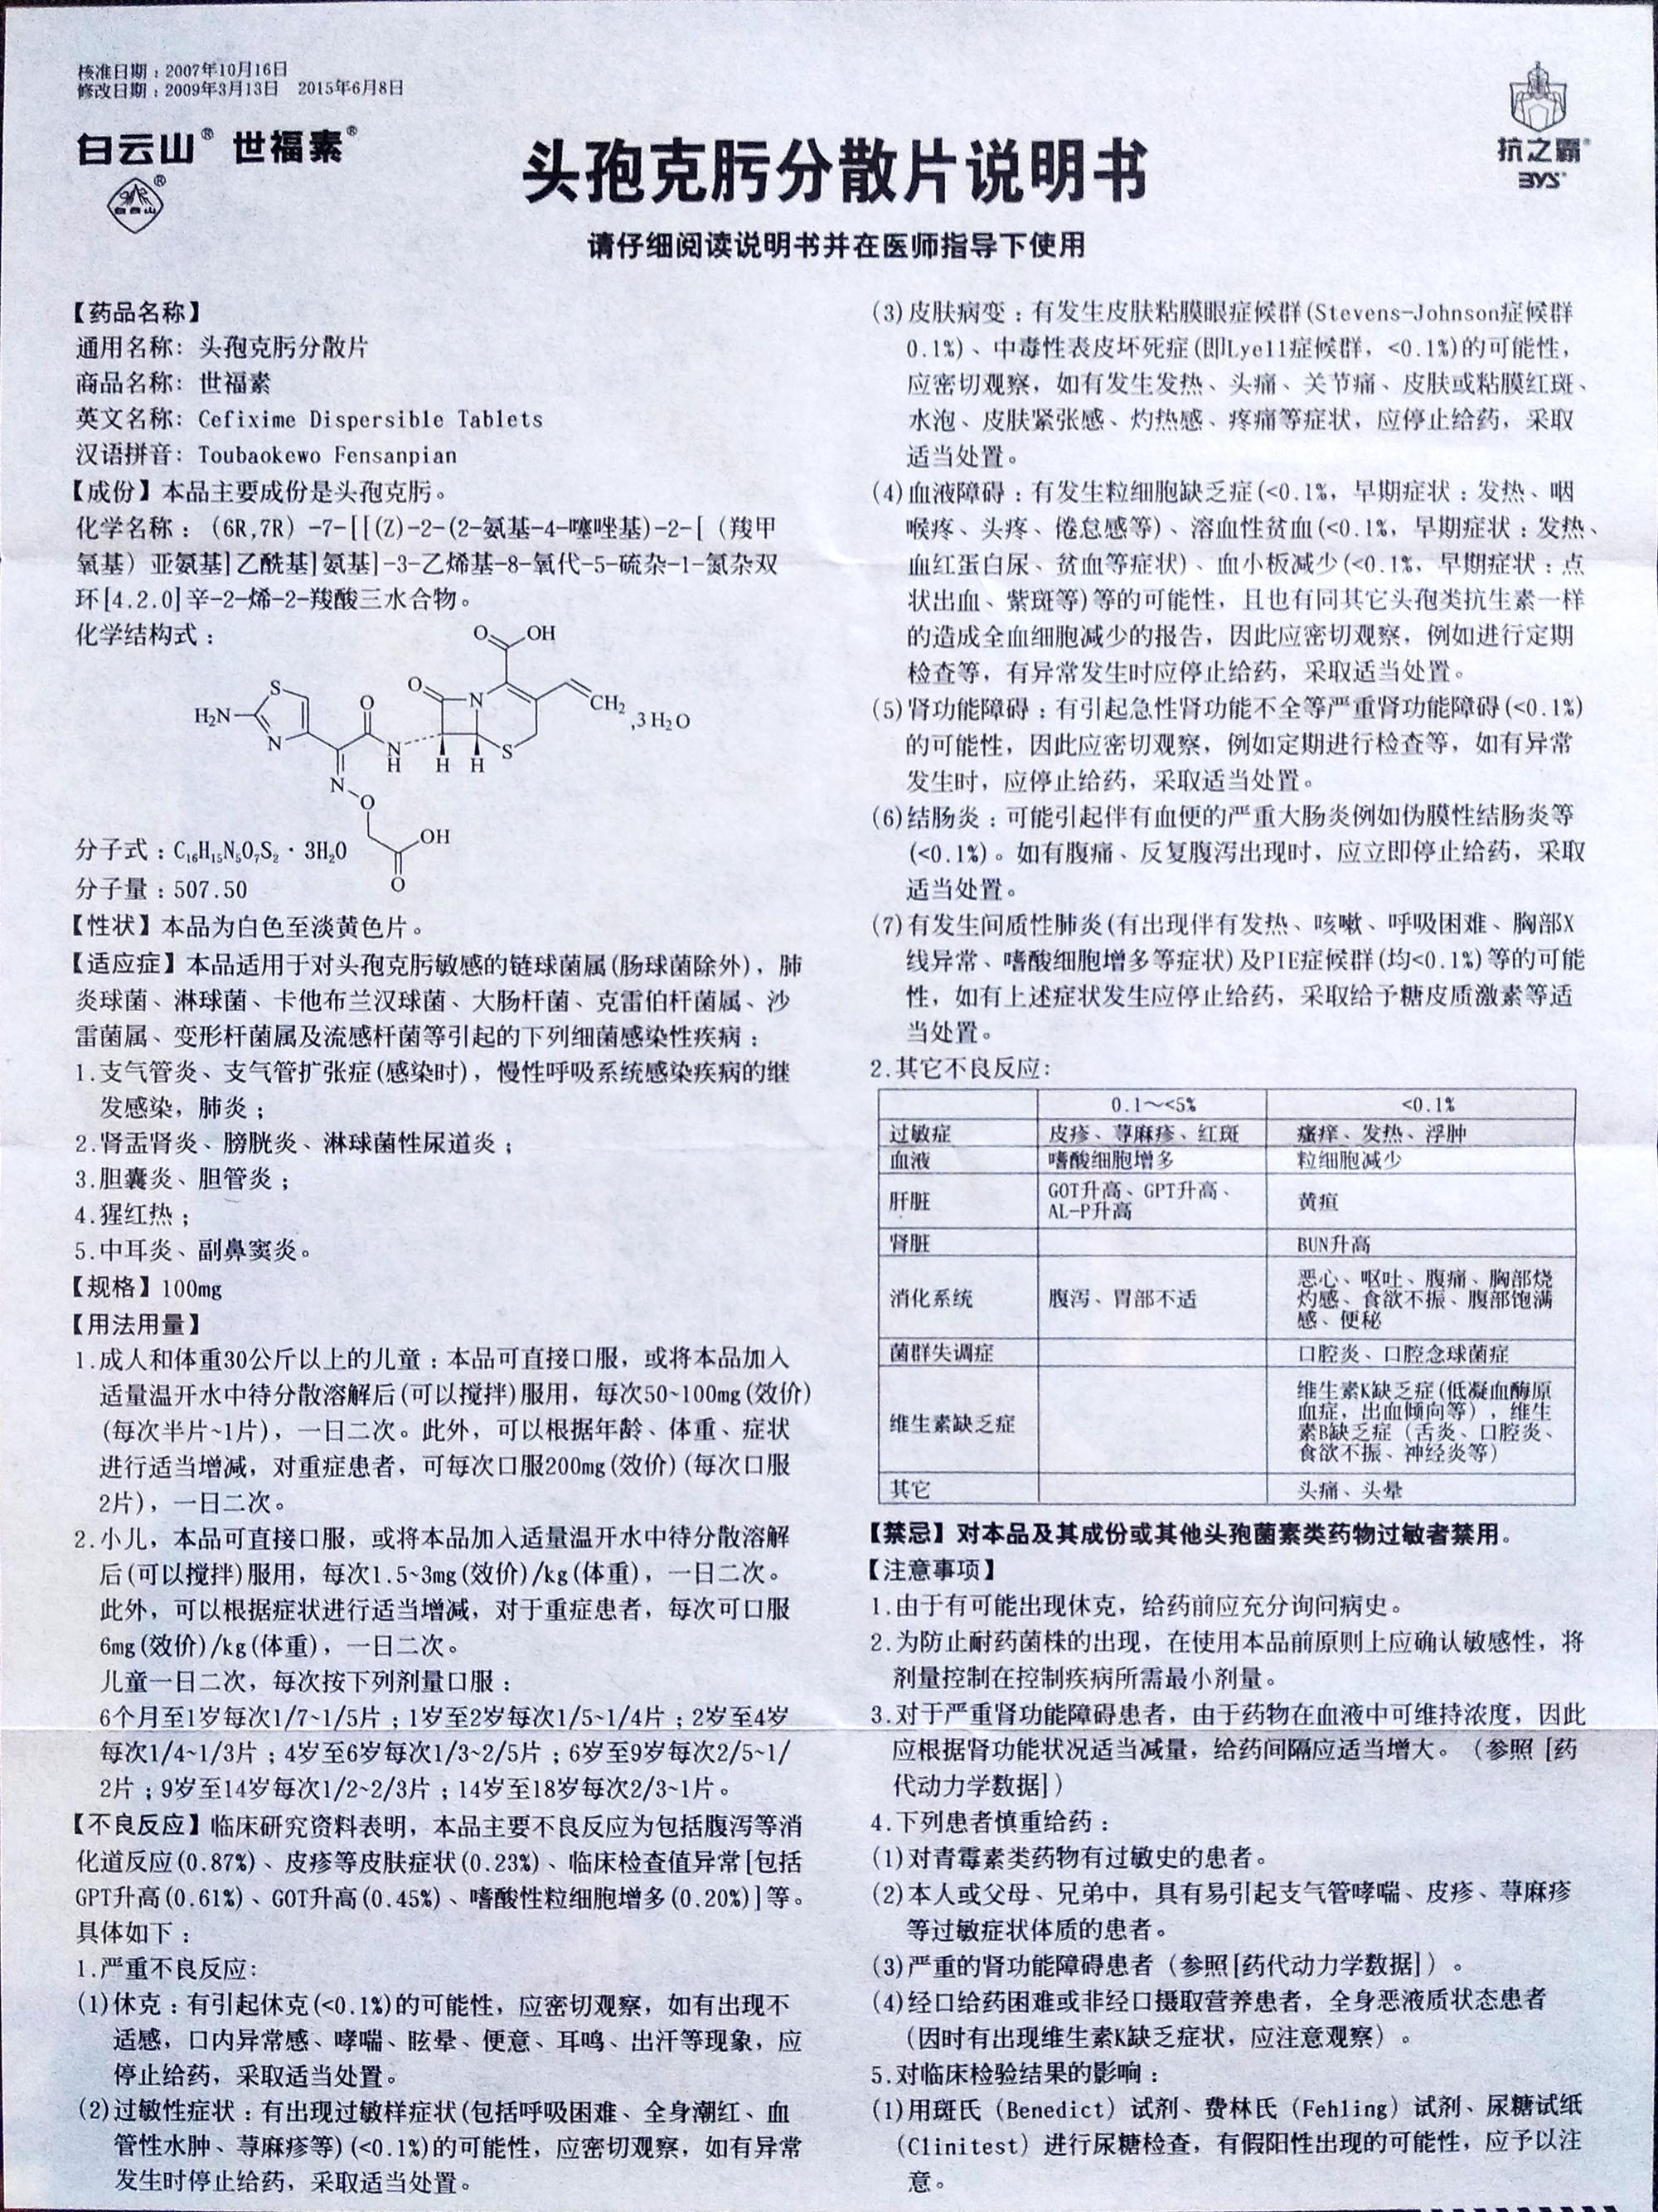 核准日期：2007年10月16日
修改日期：2009年3月13日 2015年6月8日
白云山® 世福素®
白云山®
头孢克肟分散片说明书
请仔细阅读说明书并在医师指导下使用
抗之霸®
BYS®
【药品名称】
通用名称：头孢克肟分散片
商品名称：世福素
英文名称：Cefixime Dispersible Tablets
汉语拼音：Toubaokewo Fensanpian
【成份】本品主要成份是头孢克肟。
化学名称：(6R,7R)-7-[[(Z)-2-(2-氨基-4-噻唑基)-2-[（羧甲
氧基）亚氨基]乙酰基]氨基]-3-乙烯基-8-氧代-5-硫杂-1-氮杂双
环[4.2.0]辛-2-烯-2-羧酸三水合物。
化学结构式：
O OH
S O O N CH₂ ,3H₂O
H₂N N N H H H S
N O
OH
O
分子式：C₁₆H₁₅N₅O₇S₂·3H₂O
分子量：507.50
【性状】本品为白色至淡黄色片。
【适应症】本品适用于对头孢克肟敏感的链球菌属(肠球菌除外)，肺
炎球菌、淋球菌、卡他布兰汉球菌、大肠杆菌、克雷伯杆菌属、沙
雷菌属、变形杆菌属及流感杆菌等引起的下列细菌感染性疾病：
1.支气管炎、支气管扩张症(感染时)，慢性呼吸系统感染疾病的继
发感染，肺炎；
2.肾盂肾炎、膀胱炎、淋球菌性尿道炎；
3.胆囊炎、胆管炎；
4.猩红热；
5.中耳炎、副鼻窦炎。
【规格】100mg
【用法用量】
1.成人和体重30公斤以上的儿童：本品可直接口服，或将本品加入
适量温开水中待分散溶解后(可以搅拌)服用，每次50~100mg(效价)
(每次半片~1片)，一日二次。此外，可以根据年龄、体重、症状
进行适当增减，对重症患者，可每次口服200mg(效价)(每次口服
2片)，一日二次。
2.小儿，本品可直接口服，或将本品加入适量温开水中待分散溶解
后(可以搅拌)服用，每次1.5~3mg(效价)/kg(体重)，一日二次。
此外，可以根据症状进行适当增减，对于重症患者，每次可口服
6mg(效价)/kg(体重)，一日二次。
儿童一日二次，每次按下列剂量口服：
6个月至1岁每次1/7~1/5片；1岁至2岁每次1/5~1/4片；2岁至4岁
每次1/4~1/3片；4岁至6岁每次1/3~2/5片；6岁至9岁每次2/5~1/
2片；9岁至14岁每次1/2~2/3片；14岁至18岁每次2/3~1片。
【不良反应】临床研究资料表明，本品主要不良反应为包括腹泻等消
化道反应(0.87%)、皮疹等皮肤症状(0.23%)、临床检查值异常[包括
GPT升高(0.61%)、GOT升高(0.45%)、嗜酸性粒细胞增多(0.20%)]等。
具体如下：
1.严重不良反应：
(1)休克：有引起休克(<0.1%)的可能性，应密切观察，如有出现不
适感，口内异常感、哮喘、眩晕、便意、耳鸣、出汗等现象，应
停止给药，采取适当处置。
(2)过敏性症状：有出现过敏样症状(包括呼吸困难、全身潮红、血
管性水肿、荨麻疹等)(<0.1%)的可能性，应密切观察，如有异常
发生时停止给药，采取适当处置。
(3)皮肤病变：有发生皮肤粘膜眼症候群(Stevens-Johnson症候群
0.1%)、中毒性表皮坏死症(即Lyell症候群，<0.1%)的可能性，
应密切观察，如有发生发热、头痛、关节痛、皮肤或粘膜红斑、
水泡、皮肤紧张感、灼热感、疼痛等症状，应停止给药，采取
适当处置。
(4)血液障碍：有发生粒细胞缺乏症(<0.1%，早期症状：发热、咽
喉疼、头疼、倦怠感等)、溶血性贫血(<0.1%，早期症状：发热、
血红蛋白尿、贫血等症状)、血小板减少(<0.1%，早期症状：点
状出血、紫斑等)等的可能性，且也有同其它头孢类抗生素一样
的造成全血细胞减少的报告，因此应密切观察，例如进行定期
检查等，有异常发生时应停止给药，采取适当处置。
(5)肾功能障碍：有引起急性肾功能不全等严重肾功能障碍(<0.1%)
的可能性，因此应密切观察，例如定期进行检查等，如有异常
发生时，应停止给药，采取适当处置。
(6)结肠炎：可能引起伴有血便的严重大肠炎例如伪膜性结肠炎等
(<0.1%)。如有腹痛、反复腹泻出现时，应立即停止给药，采取
适当处置。
(7)有发生间质性肺炎(有出现伴有发热、咳嗽、呼吸困难、胸部X
线异常、嗜酸细胞增多等症状)及PIE症候群(均<0.1%)等的可能
性，如有上述症状发生应停止给药，采取给予糖皮质激素等适
当处置。
2.其它不良反应：
0.1～<5% <0.1%
过敏症 皮疹、荨麻疹、红斑 瘙痒、发热、浮肿
血液 嗜酸细胞增多 粒细胞减少
肝脏 GOT升高、GPT升高、
AL-P升高 黄疸
肾脏 BUN升高
消化系统 腹泻、胃部不适 恶心、呕吐、腹痛、胸部烧
灼感、食欲不振、腹部饱满
感、便秘
菌群失调症 口腔炎、口腔念球菌症
维生素缺乏症 维生素K缺乏症(低凝血酶原
血症，出血倾向等)，维生
素B缺乏症（舌炎、口腔炎、
食欲不振、神经炎等)
其它 头痛、头晕
【禁忌】对本品及其成份或其他头孢菌素类药物过敏者禁用。
【注意事项】
1.由于有可能出现休克，给药前应充分询问病史。
2.为防止耐药菌株的出现，在使用本品前原则上应确认敏感性，将
剂量控制在控制疾病所需最小剂量。
3.对于严重肾功能障碍患者，由于药物在血液中可维持浓度，因此
应根据肾功能状况适当减量，给药间隔应适当增大。（参照［药
代动力学数据］）
4.下列患者慎重给药：
(1)对青霉素类药物有过敏史的患者。
(2)本人或父母、兄弟中，具有易引起支气管哮喘、皮疹、荨麻疹
等过敏症状体质的患者。
(3)严重的肾功能障碍患者（参照[药代动力学数据]）。
(4)经口给药困难或非经口摄取营养患者，全身恶液质状态患者
（因时有出现维生素K缺乏症状，应注意观察）。
5.对临床检验结果的影响：
(1)用斑氏（Benedict）试剂、费林氏（Fehling）试剂、尿糖试纸
（Clinitest）进行尿糖检查，有假阳性出现的可能性，应予以注
意。